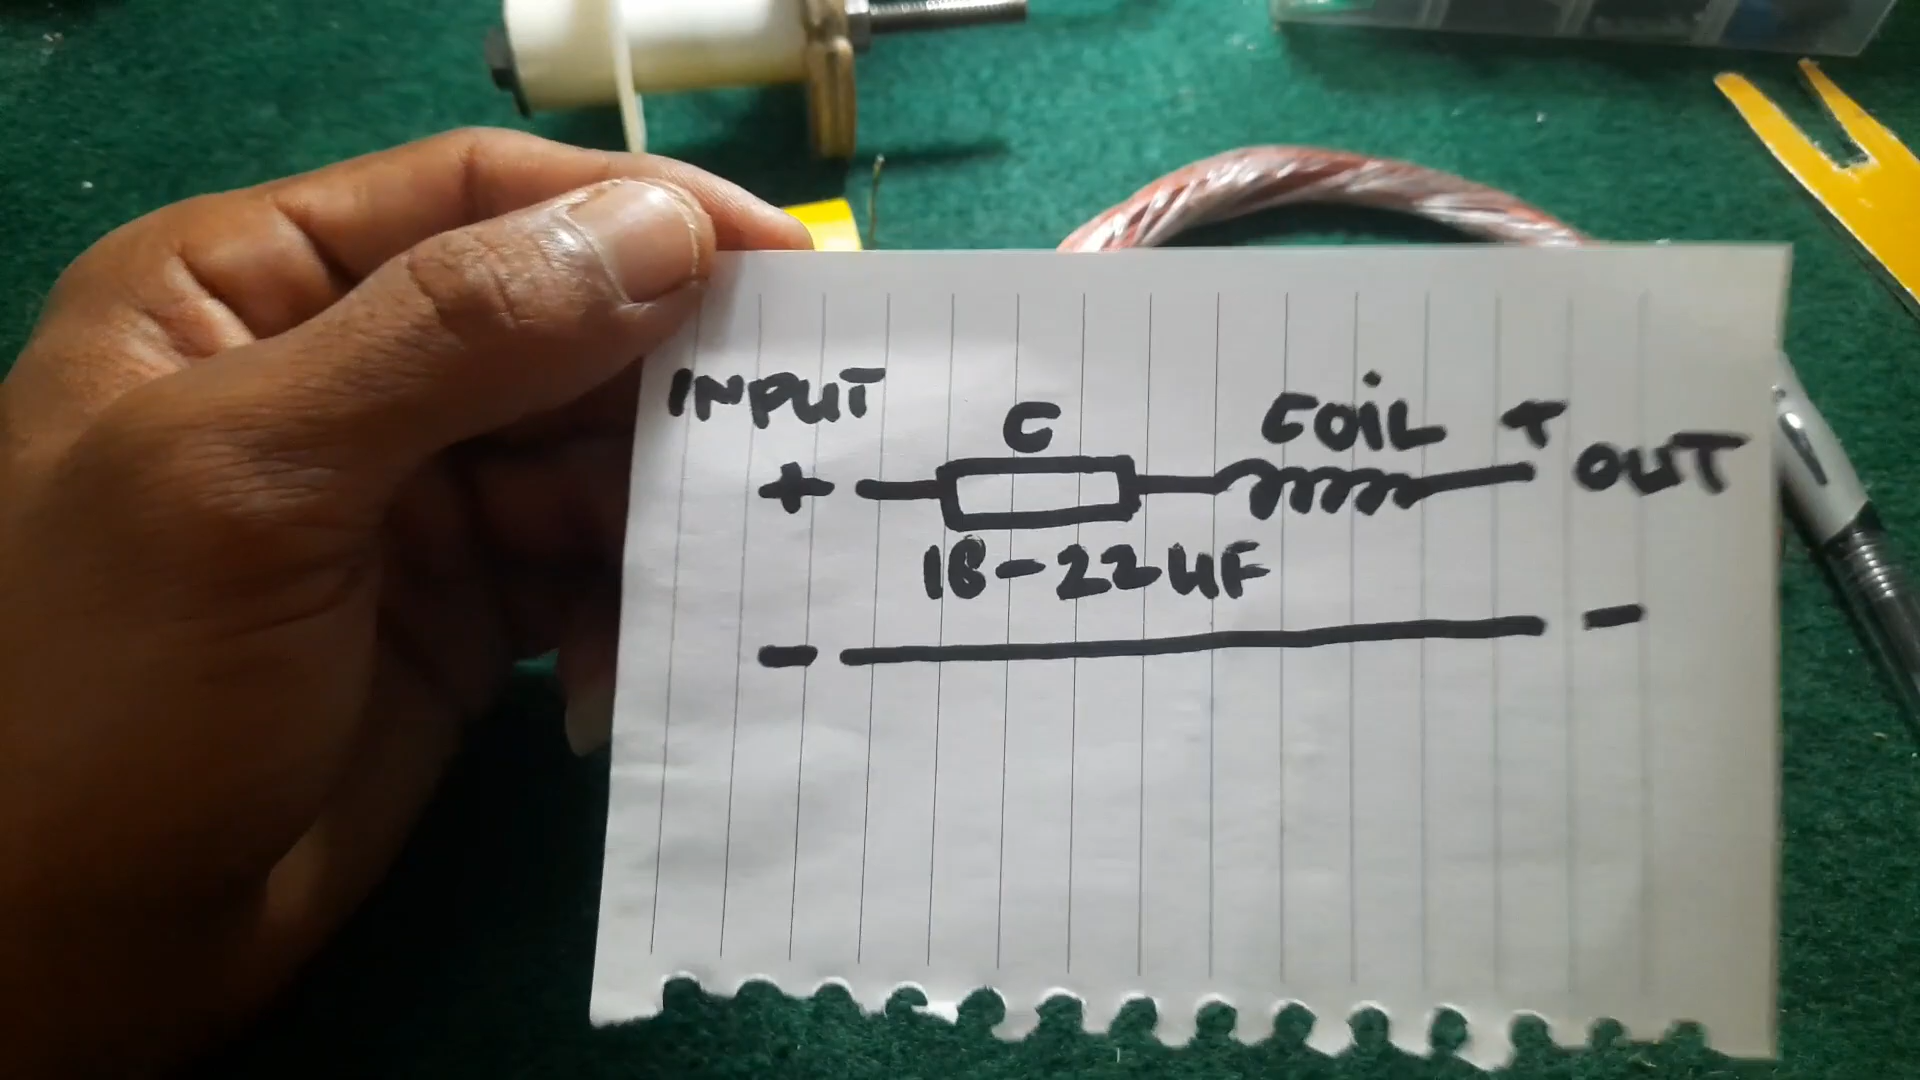 INPUT
C
COIL
+
+
OUT
18-22uF
-
-